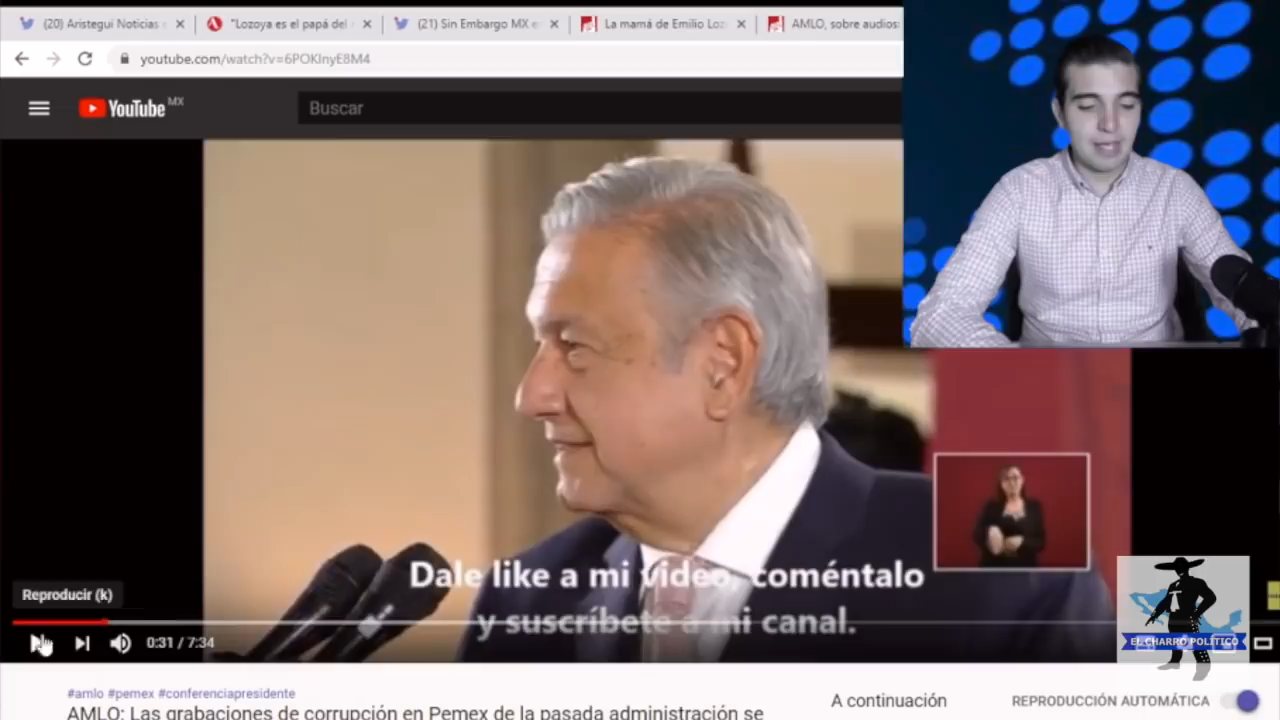 (20) Aristegui Noticias
"Lozoya es el papá del
(21) Sin Embargo MX
La mamá de Emilio Loz
AMLO, sobre audios
youtube.com/watch?v=6POKlnyE8M4
YouTube MX
Buscar
Dale like a mi video, coméntalo
y suscríbete a mi canal.
Reproducir (k)
0:31 / 7:34
EL CHARRO POLÍTICO
#amlo #pemex #conferenciapresidente
A continuación
REPRODUCCIÓN AUTOMÁTICA
AMLO: Las grabaciones de corrupción en Pemex de la pasada administración se